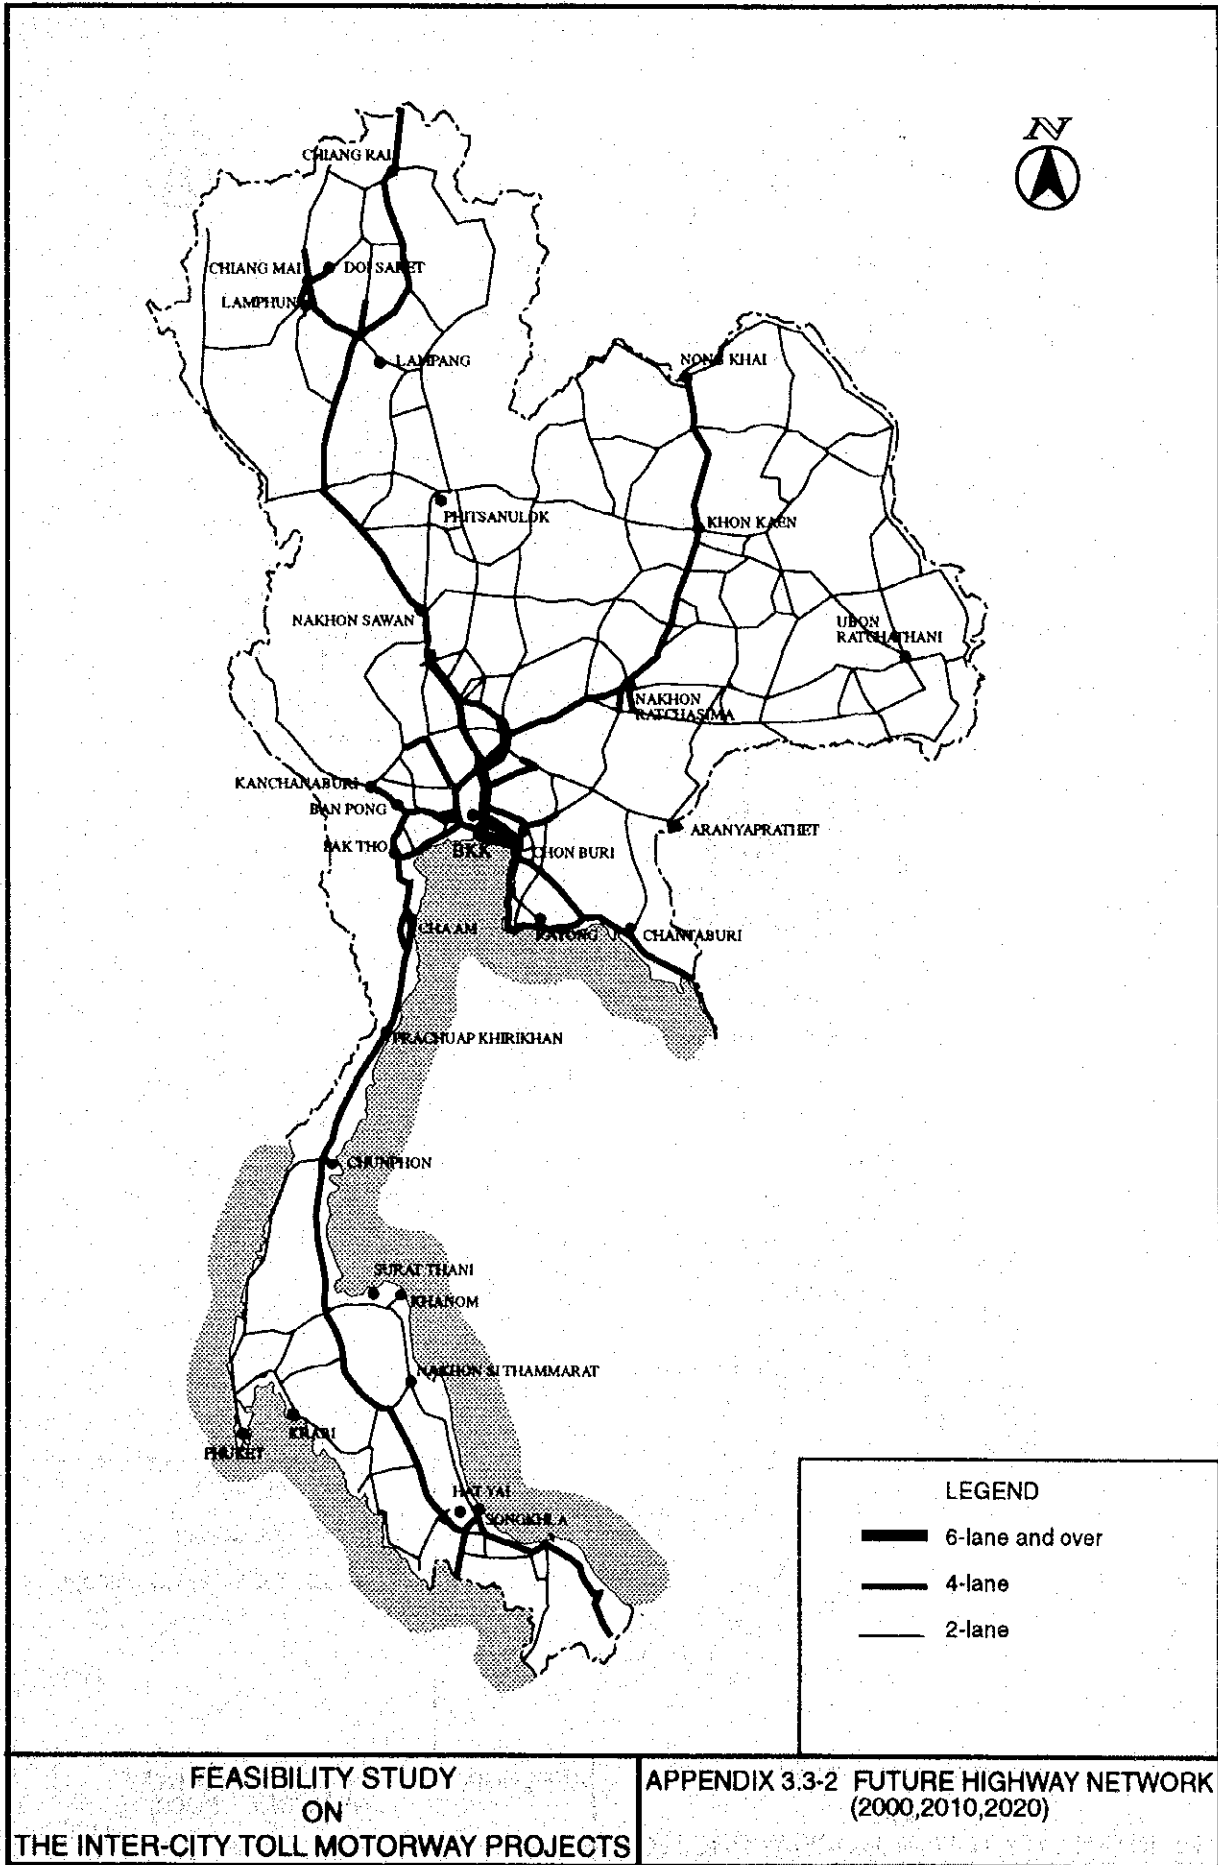 N
CHIANG RAI
CHIANG MAI
DOI SAKET
LAMPHUN
LAMPANG
NONG KHAI
PHITSANULOK
KHON KAEN
NAKHON SAWAN
UBON
RATCHATHANI
NAKHON
RATCHASIMA
KANCHANABURI
BAN PONG
ARANYAPRATHET
PAK THO
BKK
CHON BURI
CHA AM
RAYONG
CHANTABURI
PRACHUAP KHIRIKHAN
CHUNPHON
SURAT THANI
KHANOM
NAKHON SI THAMMARAT
KRABI
PHUKET
HAT YAI
SONGKHLA
LEGEND
6-lane and over
4-lane
2-lane
FEASIBILITY STUDY
ON
THE INTER-CITY TOLL MOTORWAY PROJECTS
APPENDIX 3.3-2 FUTURE HIGHWAY NETWORK
(2000,2010,2020)